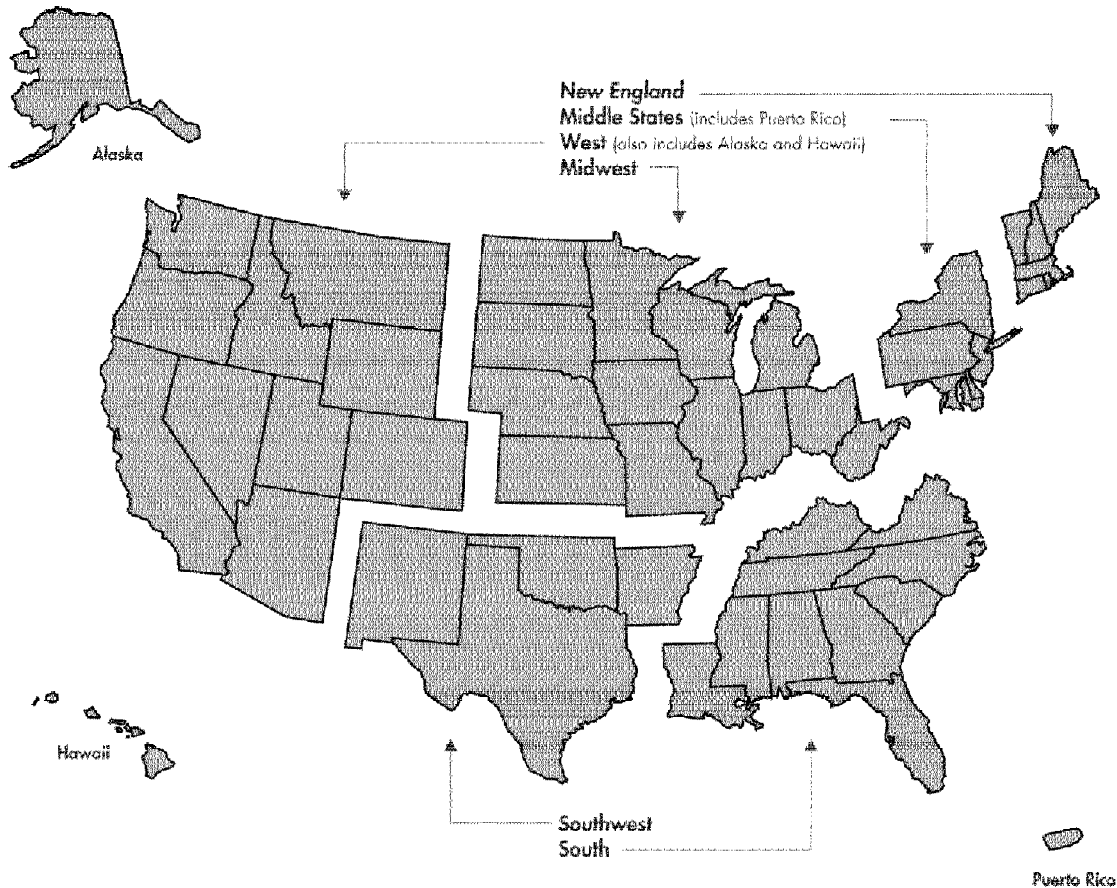 Alaska
New England
Middle States (includes Puerto Rico)
West (also includes Alaska and Hawaii)
Midwest
Hawaii
Southwest
South
Puerto Rico